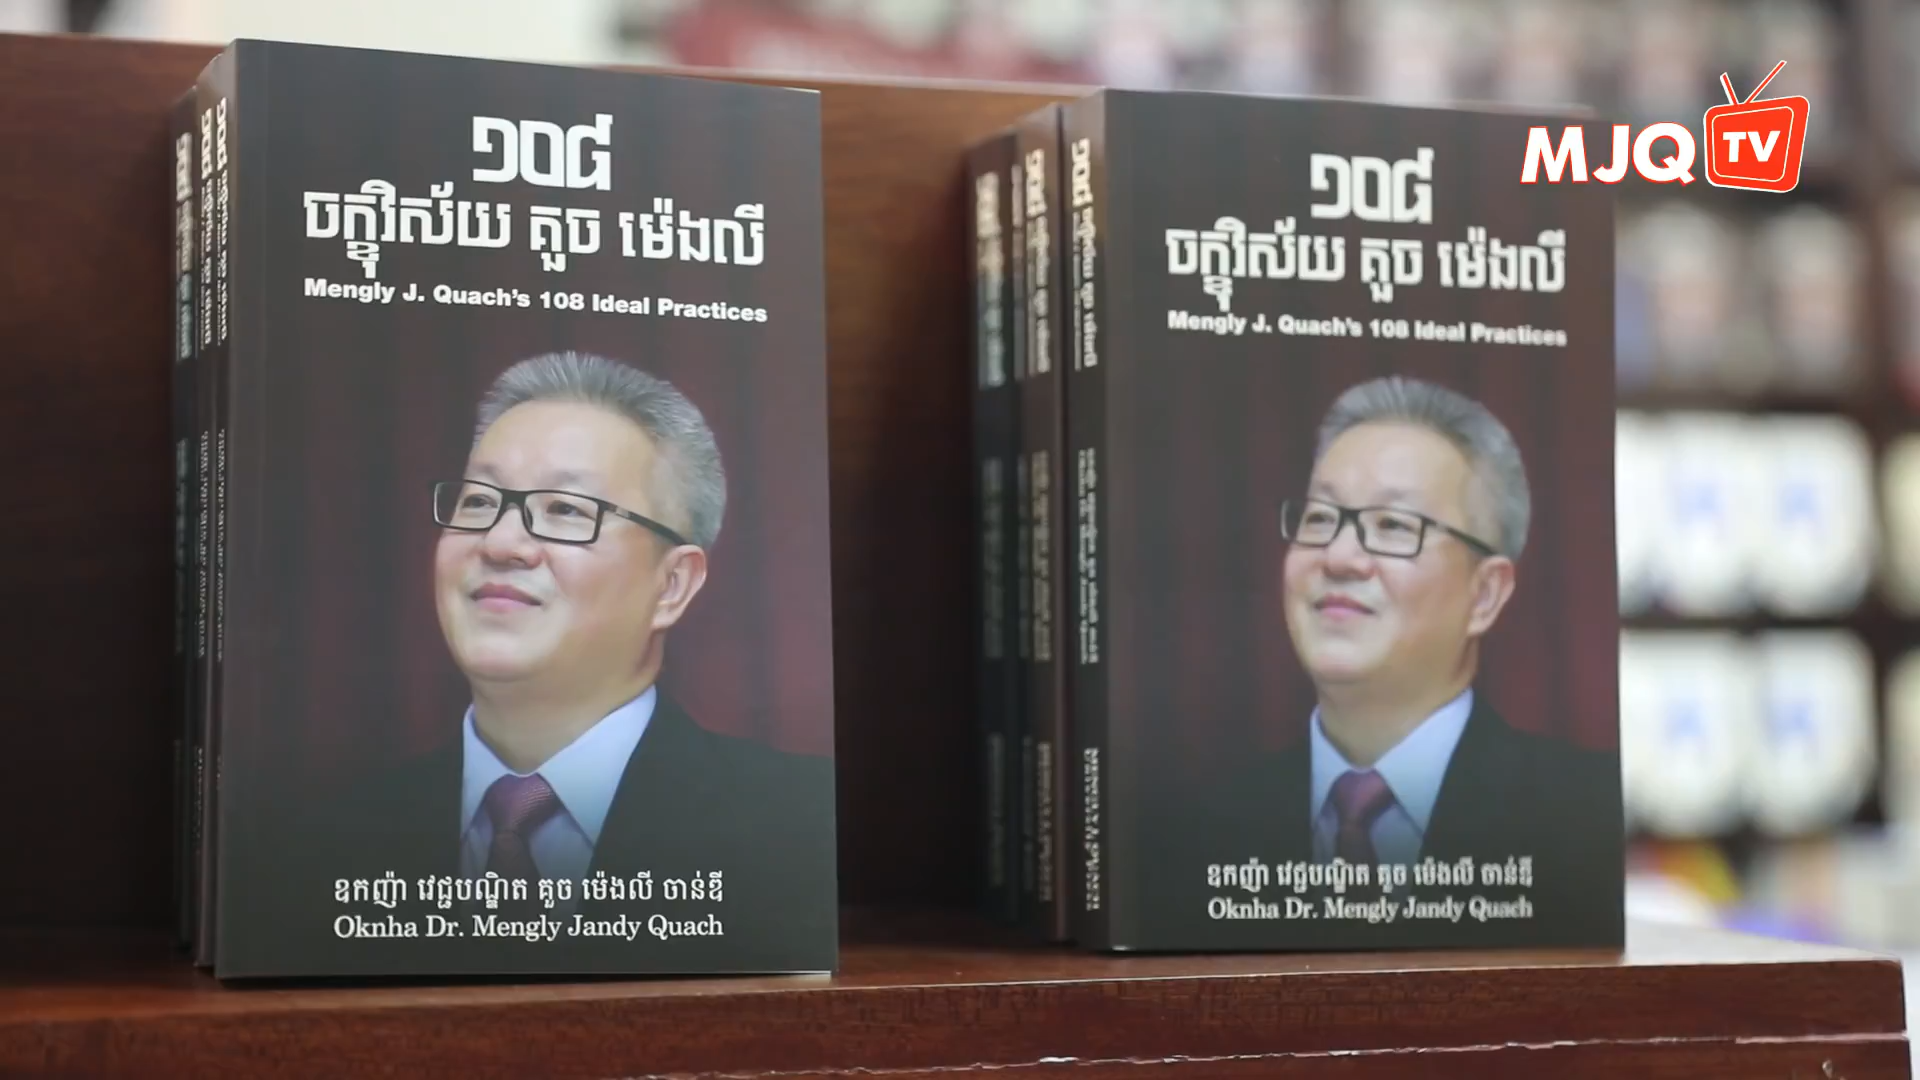 ១០៨
ចក្ខុវិស័យ គួច ម៉េងលី
Mengly J. Quach's 108 Ideal Practices
ឧកញ៉ា វេជ្ជបណ្ឌិត គួច ម៉េងលី ចាន់ឌី
Oknha Dr. Mengly Jandy Quach
១០៨
ចក្ខុវិស័យ គួច ម៉េងលី
Mengly J. Quach's 108 Ideal Practices
ឧកញ៉ា វេជ្ជបណ្ឌិត គួច ម៉េងលី ចាន់ឌី
Oknha Dr. Mengly Jandy Quach
MJQ TV